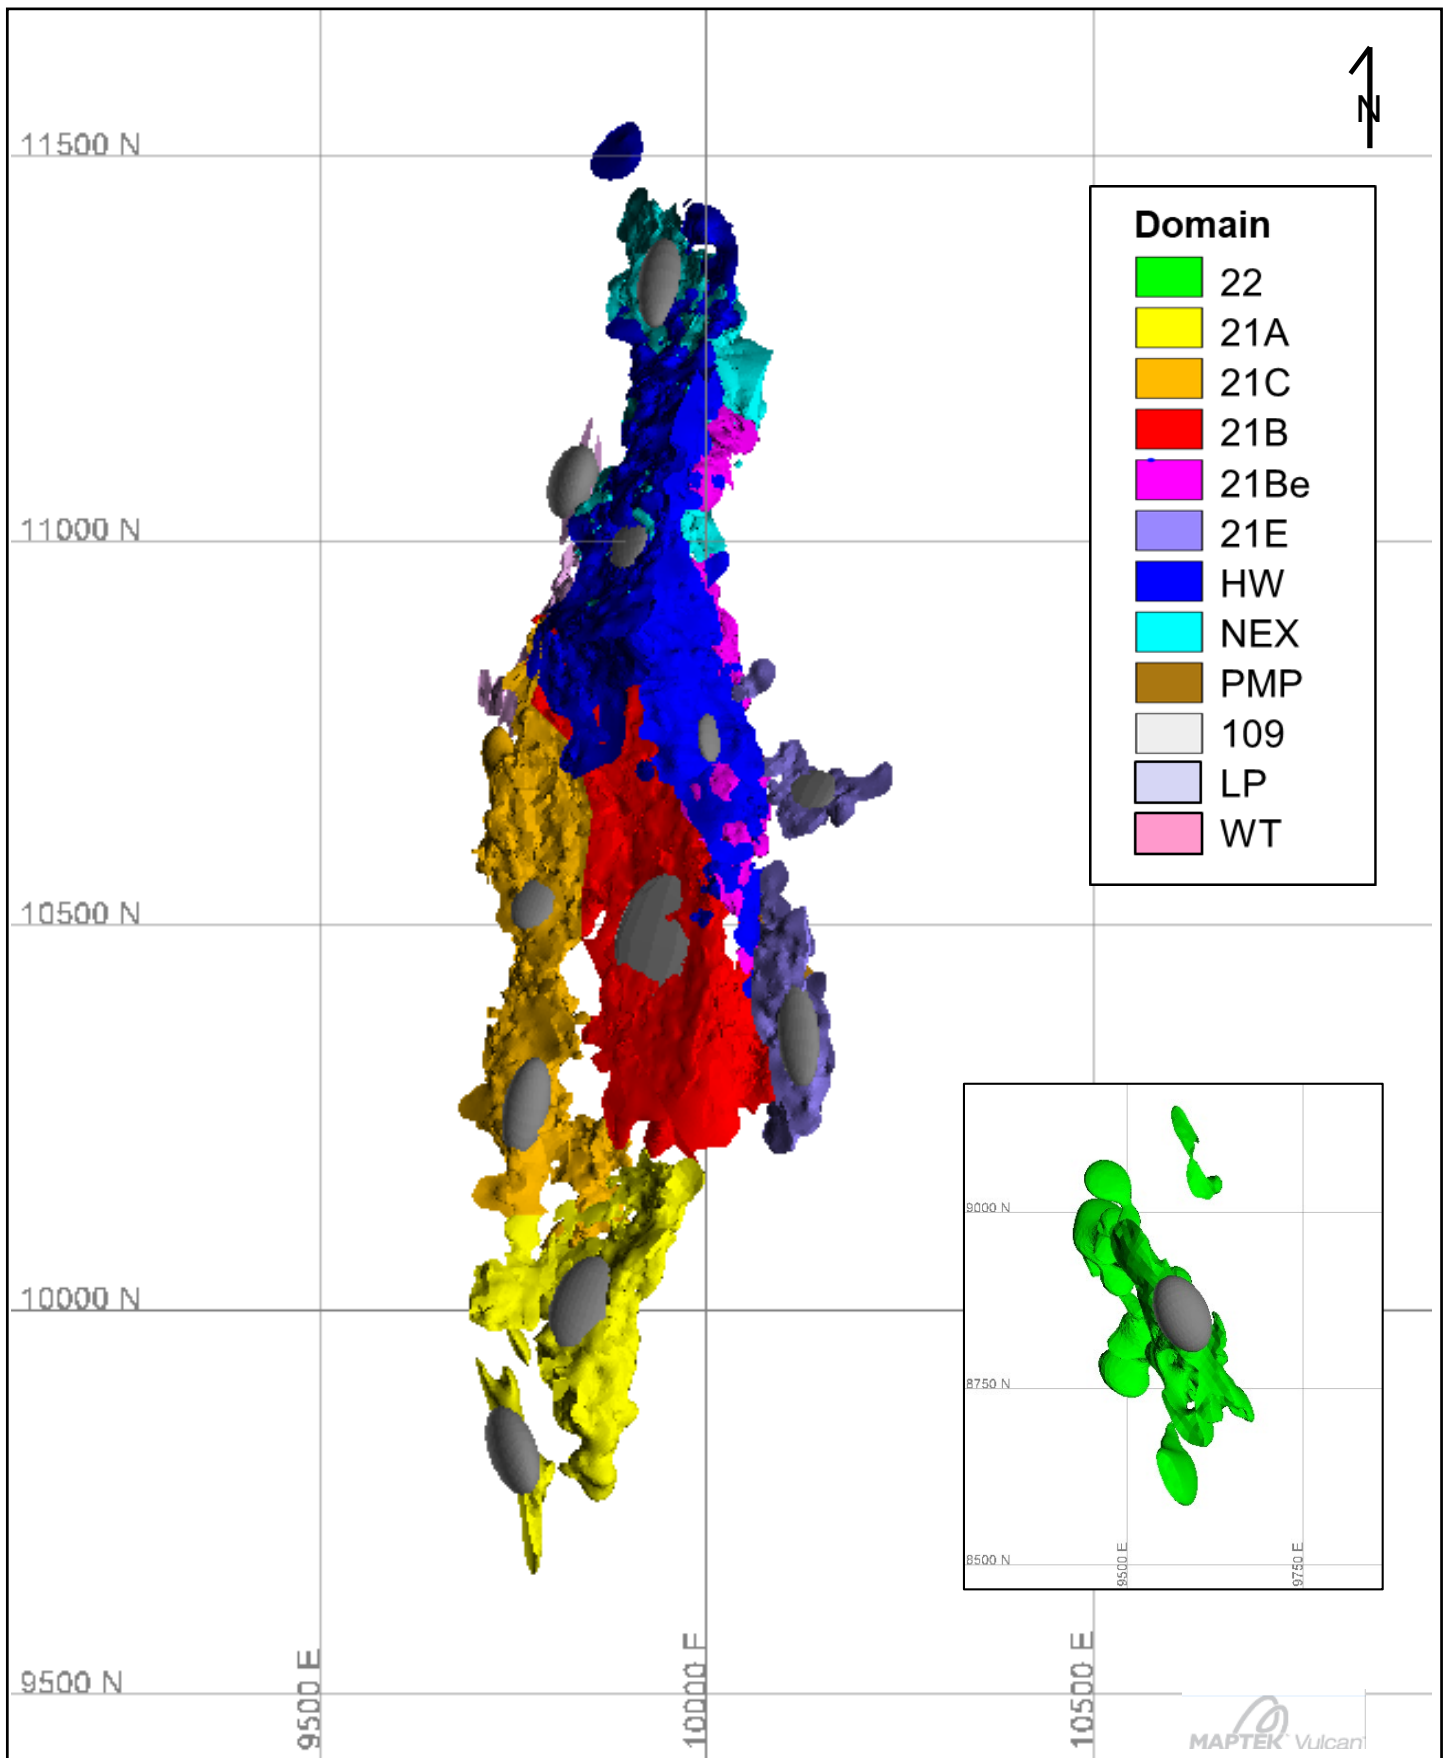 N
11500 N
Domain
22
21A
21C
21B
21Be
21E
HW
NEX
PMP
109
LP
WT
11000 N
10500 N
10000 N
9000 N
8750 N
8500 N
9500 E
9750 E
9500 N
9500 E
10000 E
10500 E
MAPTEK Vulcan